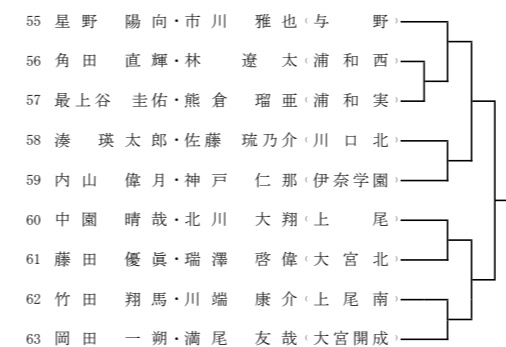 55 星野 陽向・市川 雅也（与野）
56 角田 直輝・林 遼太（浦和西）
57 最上谷 圭佑・熊倉 瑠亜（浦和実）
58 湊 瑛太郎・佐藤 琉乃介（川口北）
59 内山 偉月・神戸 仁那（伊奈学園）
60 中園 晴哉・北川 大翔（上尾）
61 藤田 優眞・瑞澤 啓偉（大宮北）
62 竹田 翔馬・川端 康介（上尾南）
63 岡田 一朔・満尾 友哉（大宮開成）